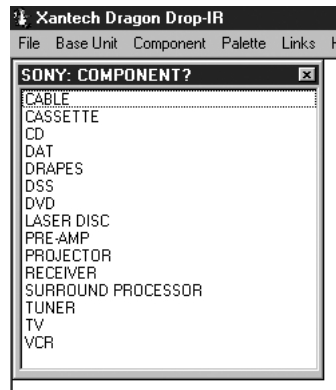 Xantech Dragon Drop-IR
File Base Unit Component Palette Links
SONY: COMPONENT?
CABLE
CASSETTE
CD
DAT
DRAPES
DSS
DVD
LASER DISC
PRE-AMP
PROJECTOR
RECEIVER
SURROUND PROCESSOR
TUNER
TV
VCR